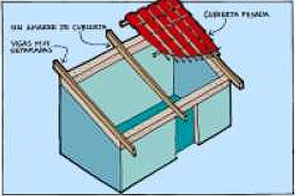 SIN AMARRE DE CUBIERTA
CUBIERTA PESADA
VIGAS MUY
SEPARADAS